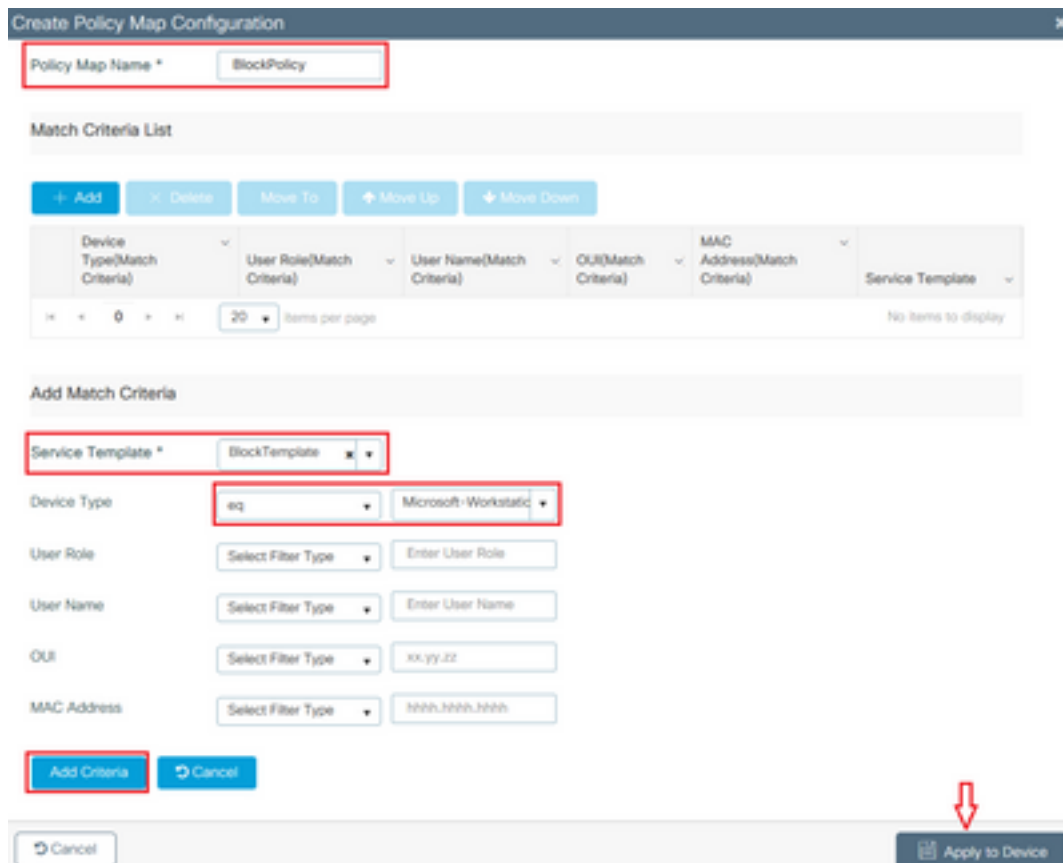 Create Policy Map Configuration
Policy Map Name * BlockPolicy
Match Criteria List
+ Add × Delete Move To Move Up Move Down
Device Type(Match Criteria) User Role(Match Criteria) User Name(Match Criteria) OUI(Match Criteria) MAC Address(Match Criteria) Service Template
0 20 items per page No items to display
Add Match Criteria
Service Template * BlockTemplate
Device Type eq Microsoft-Workstatic
User Role Select Filter Type Enter User Role
User Name Select Filter Type Enter User Name
OUI Select Filter Type xx.yy.zz
MAC Address Select Filter Type hhhh.hhhh.hhhh
Add Criteria Cancel
Cancel Apply to Device